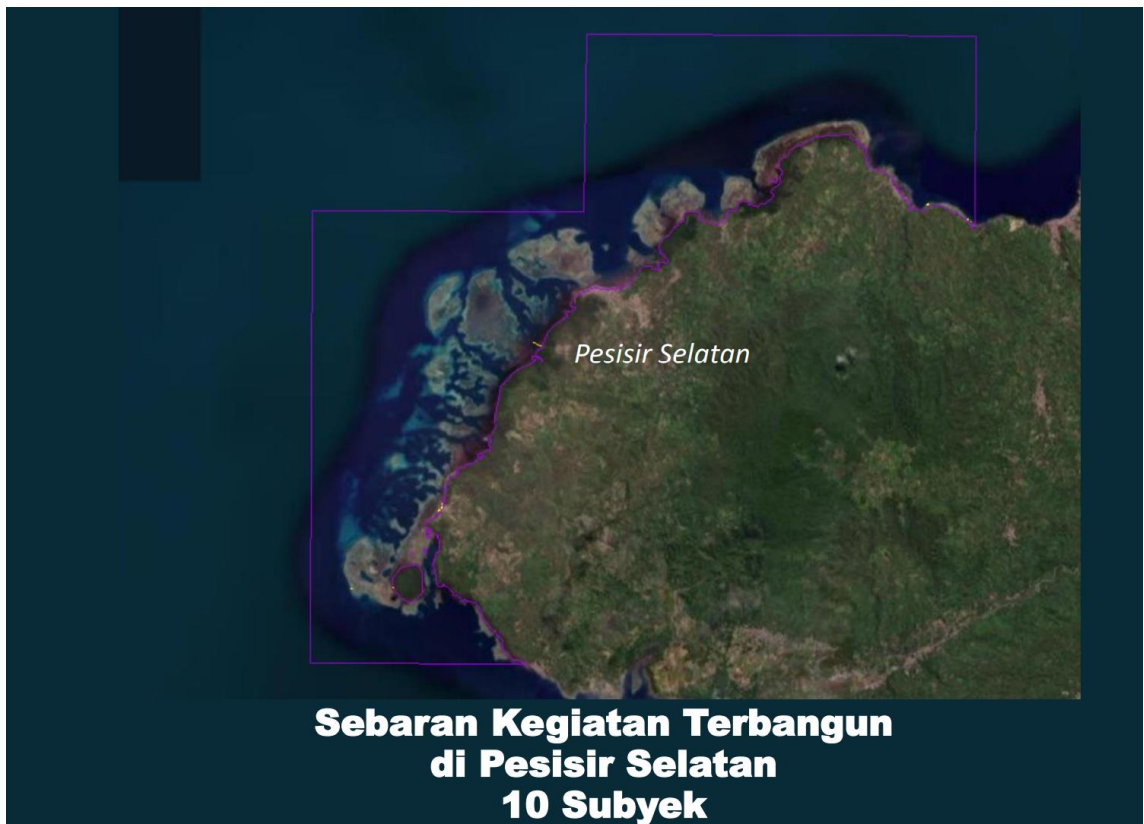 Pesisir Selatan
Sebaran Kegiatan Terbangun
di Pesisir Selatan
10 Subyek